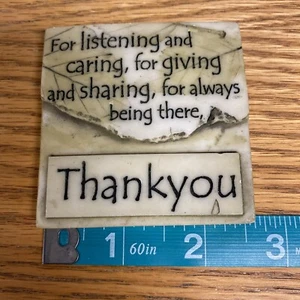 For listening and
caring, for giving
and sharing, for always
being there,
Thankyou
1 60in 2 3